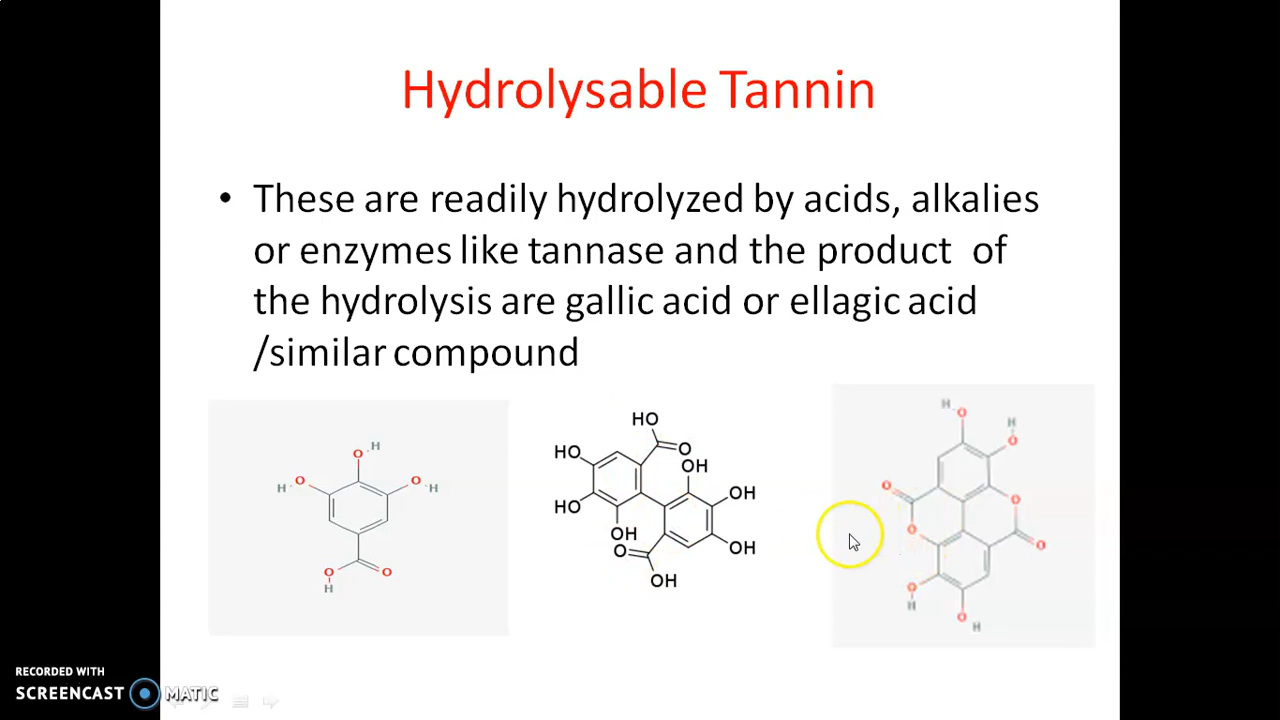 Hydrolysable Tannin
• These are readily hydrolyzed by acids, alkalies
or enzymes like tannase and the product of
the hydrolysis are gallic acid or ellagic acid
/similar compound
O H
H O
O H
O
H
O
HO
O
HO
OH
OH
HO
OH
O
OH
OH
H O
H
O
O
O
O
O
O
H
O
H
RECORDED WITH
SCREENCAST MATIC